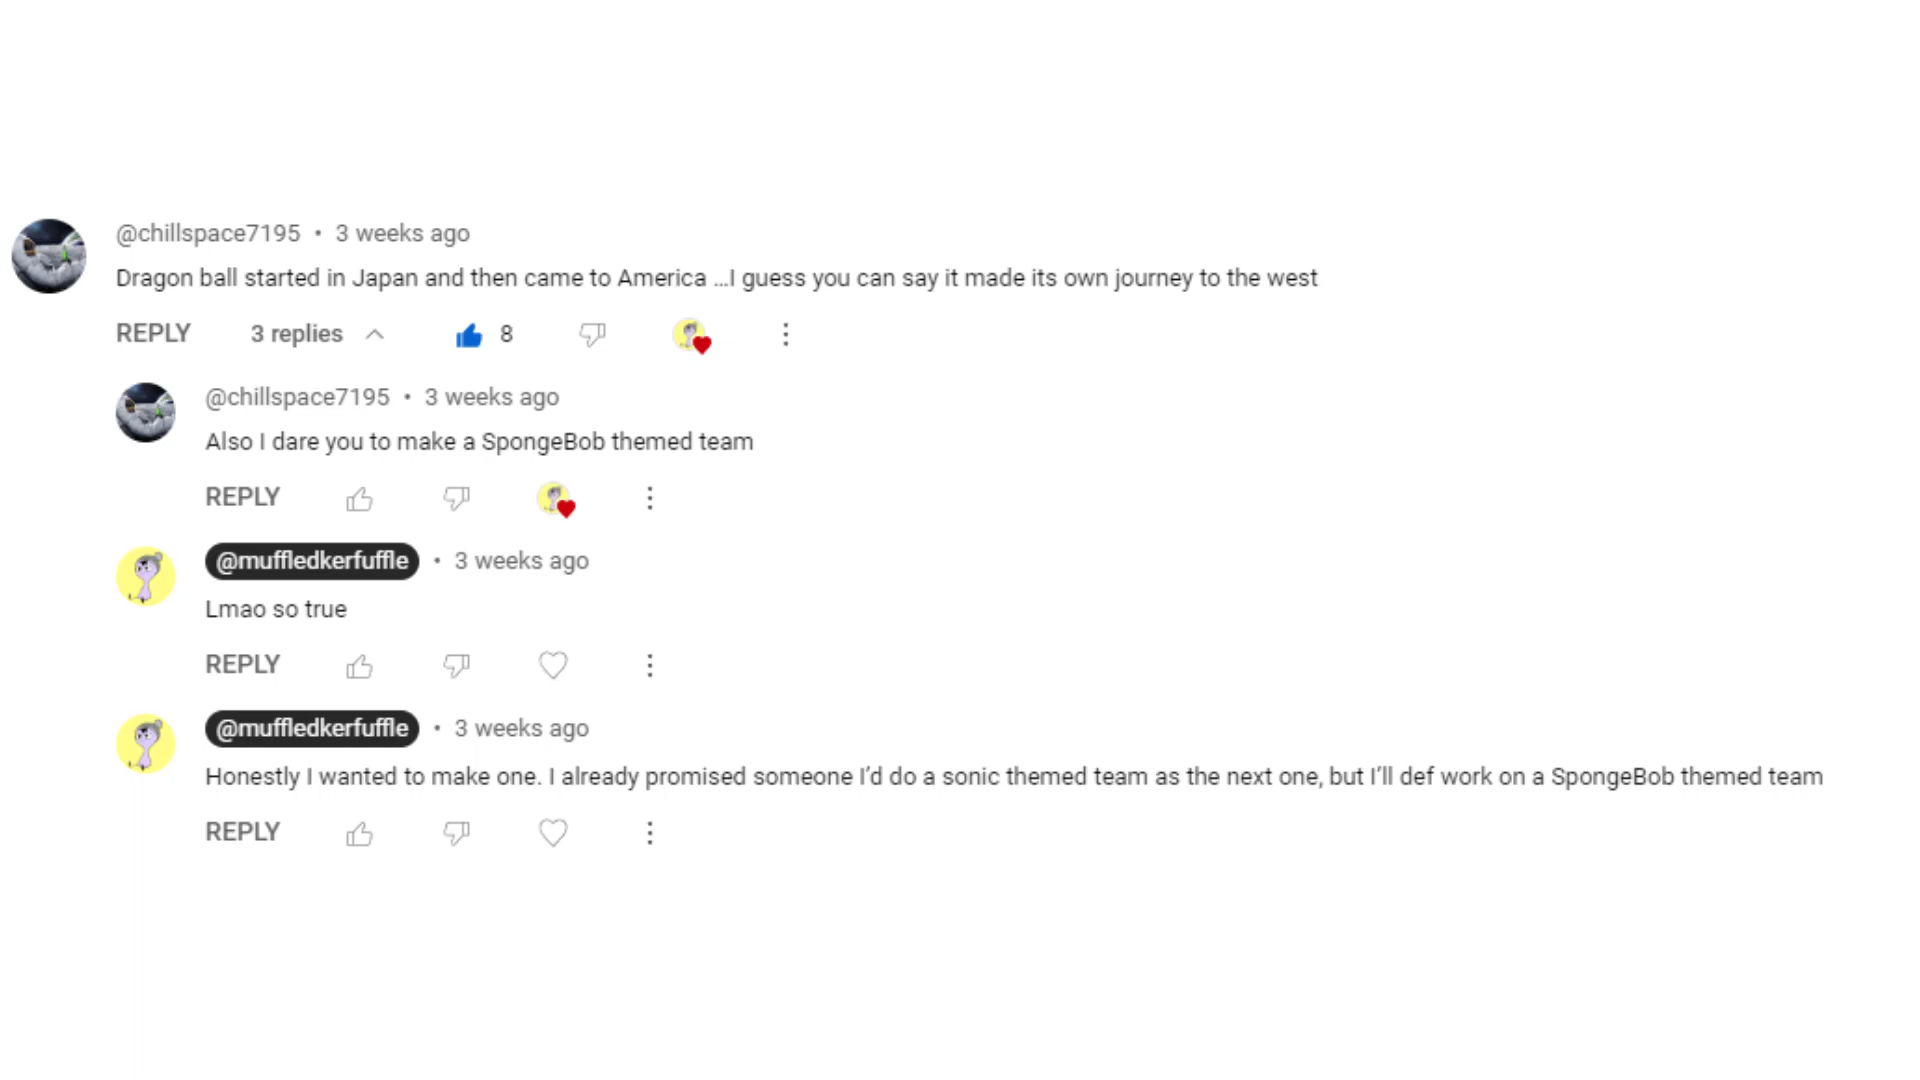 @chillspace7195 • 3 weeks ago
Dragon ball started in Japan and then came to America ...I guess you can say it made its own journey to the west
REPLY 3 replies 8
@chillspace7195 • 3 weeks ago
Also I dare you to make a SpongeBob themed team
REPLY
@muffledkerfuffle • 3 weeks ago
Lmao so true
REPLY
@muffledkerfuffle • 3 weeks ago
Honestly I wanted to make one. I already promised someone I’d do a sonic themed team as the next one, but I’ll def work on a SpongeBob themed team
REPLY